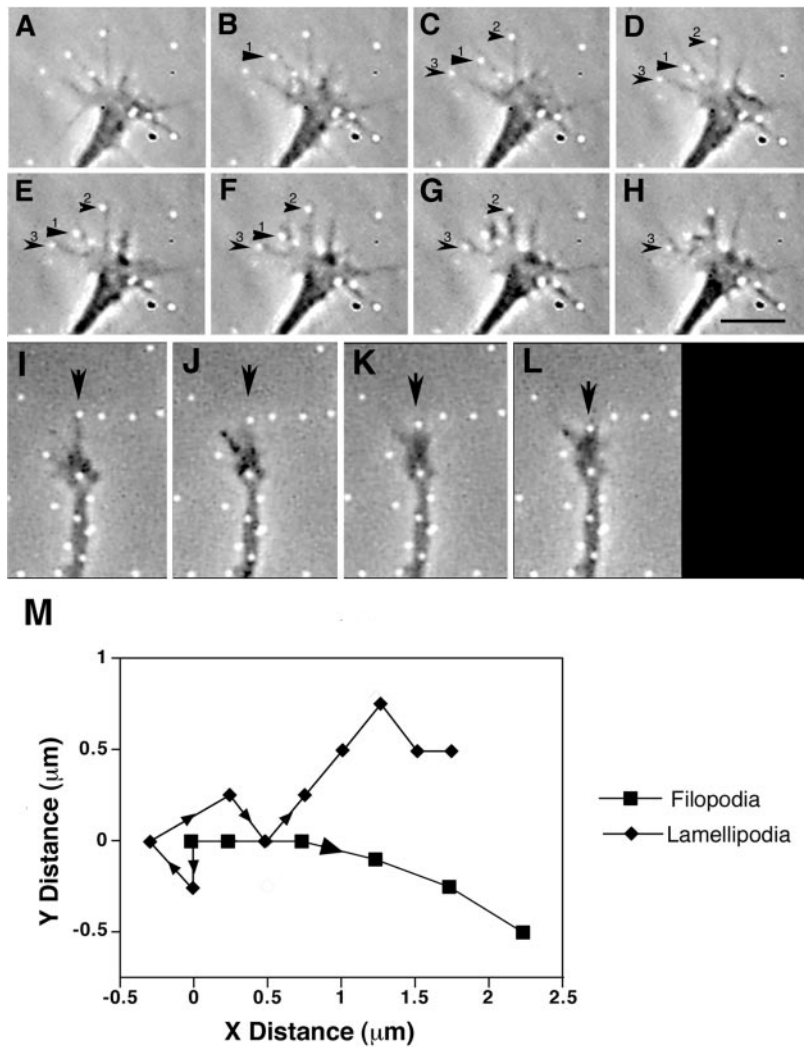 A B C D
1
1 2 3
1 2 3
E F G H
1 2 3
1 2 3
2 3
3
I J K L
M
1
0.5
0
-0.5
Y Distance (μm)
-0.5 0 0.5 1 1.5 2 2.5
X Distance (μm)
Filopodia
Lamellipodia